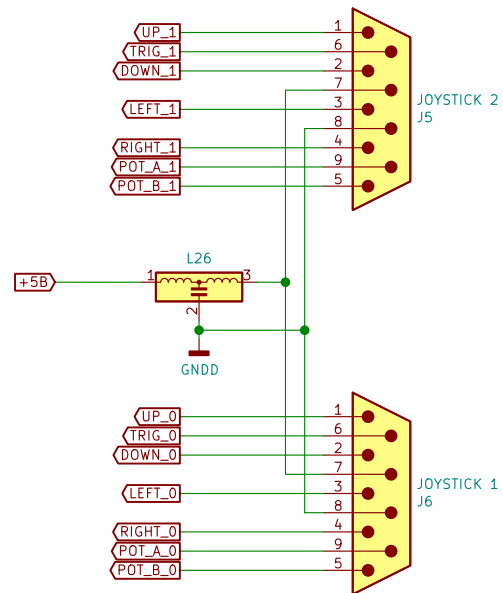 UP_1 1
TRIG_1 6
DOWN_1 2
7
LEFT_1 3
8
RIGHT_1 4
POT_A_1 9
POT_B_1 5
JOYSTICK 2
J5
L26
+5B 1 3
2
GNDD
UP_0 1
TRIG_0 6
DOWN_0 2
7
LEFT_0 3
8
RIGHT_0 4
POT_A_0 9
POT_B_0 5
JOYSTICK 1
J6